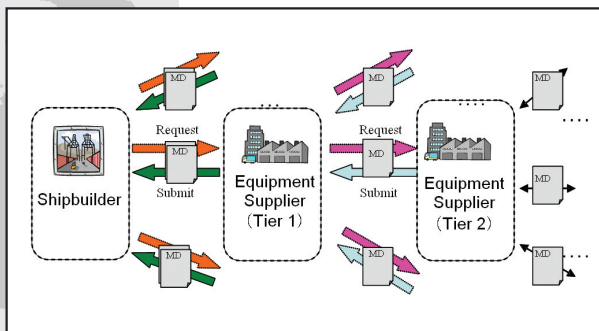 MD
MD
MD
....
....
....
Request
Request
MD
MD
MD
Shipbuilder
Equipment
Supplier
(Tier 1)
Equipment
Supplier
(Tier 2)
Submit
Submit
MD
MD
MD
.....